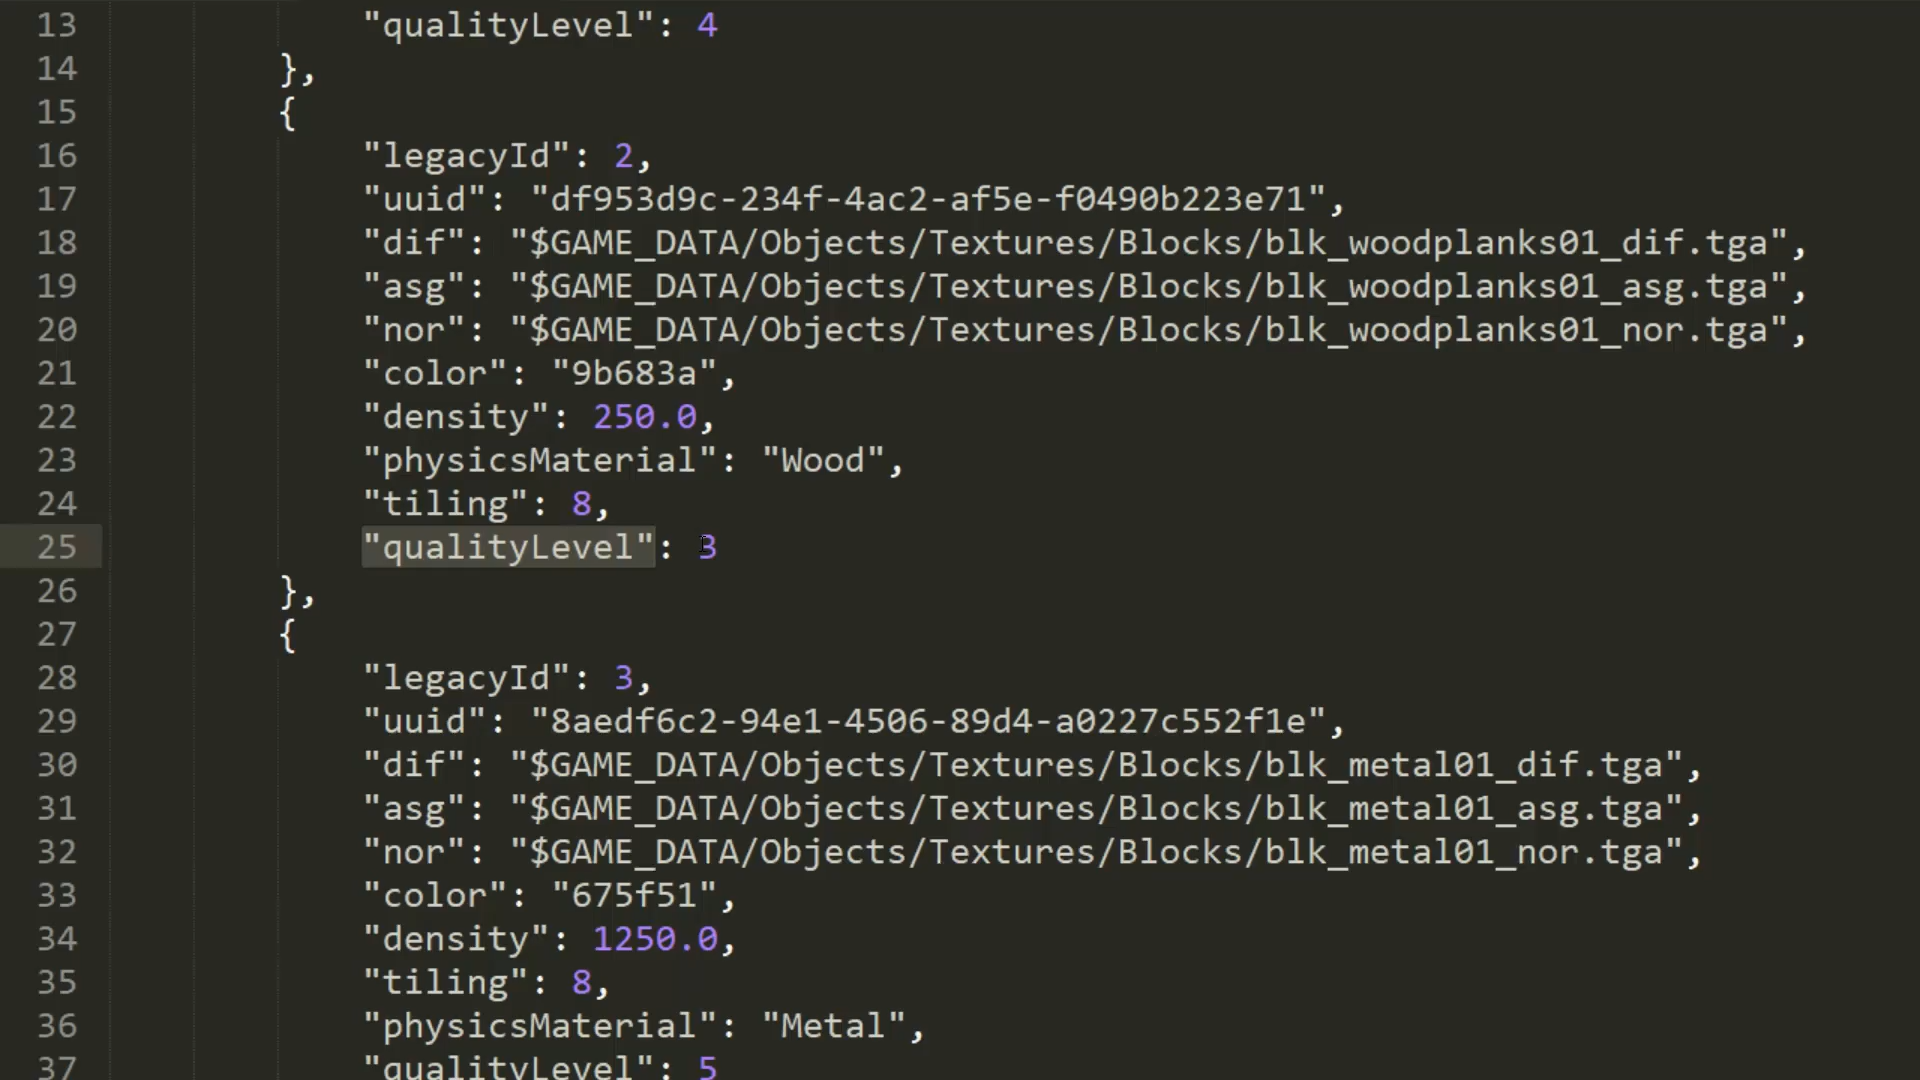 13 "qualityLevel": 4
14 },
15 {
16 "legacyId": 2,
17 "uuid": "df953d9c-234f-4ac2-af5e-f0490b223e71",
18 "dif": "$GAME_DATA/Objects/Textures/Blocks/blk_woodplanks01_dif.tga",
19 "asg": "$GAME_DATA/Objects/Textures/Blocks/blk_woodplanks01_asg.tga",
20 "nor": "$GAME_DATA/Objects/Textures/Blocks/blk_woodplanks01_nor.tga",
21 "color": "9b683a",
22 "density": 250.0,
23 "physicsMaterial": "Wood",
24 "tiling": 8,
25 "qualityLevel": 3
26 },
27 {
28 "legacyId": 3,
29 "uuid": "8aedf6c2-94e1-4506-89d4-a0227c552f1e",
30 "dif": "$GAME_DATA/Objects/Textures/Blocks/blk_metal01_dif.tga",
31 "asg": "$GAME_DATA/Objects/Textures/Blocks/blk_metal01_asg.tga",
32 "nor": "$GAME_DATA/Objects/Textures/Blocks/blk_metal01_nor.tga",
33 "color": "675f51",
34 "density": 1250.0,
35 "tiling": 8,
36 "physicsMaterial": "Metal",
37 "qualityLevel": 5